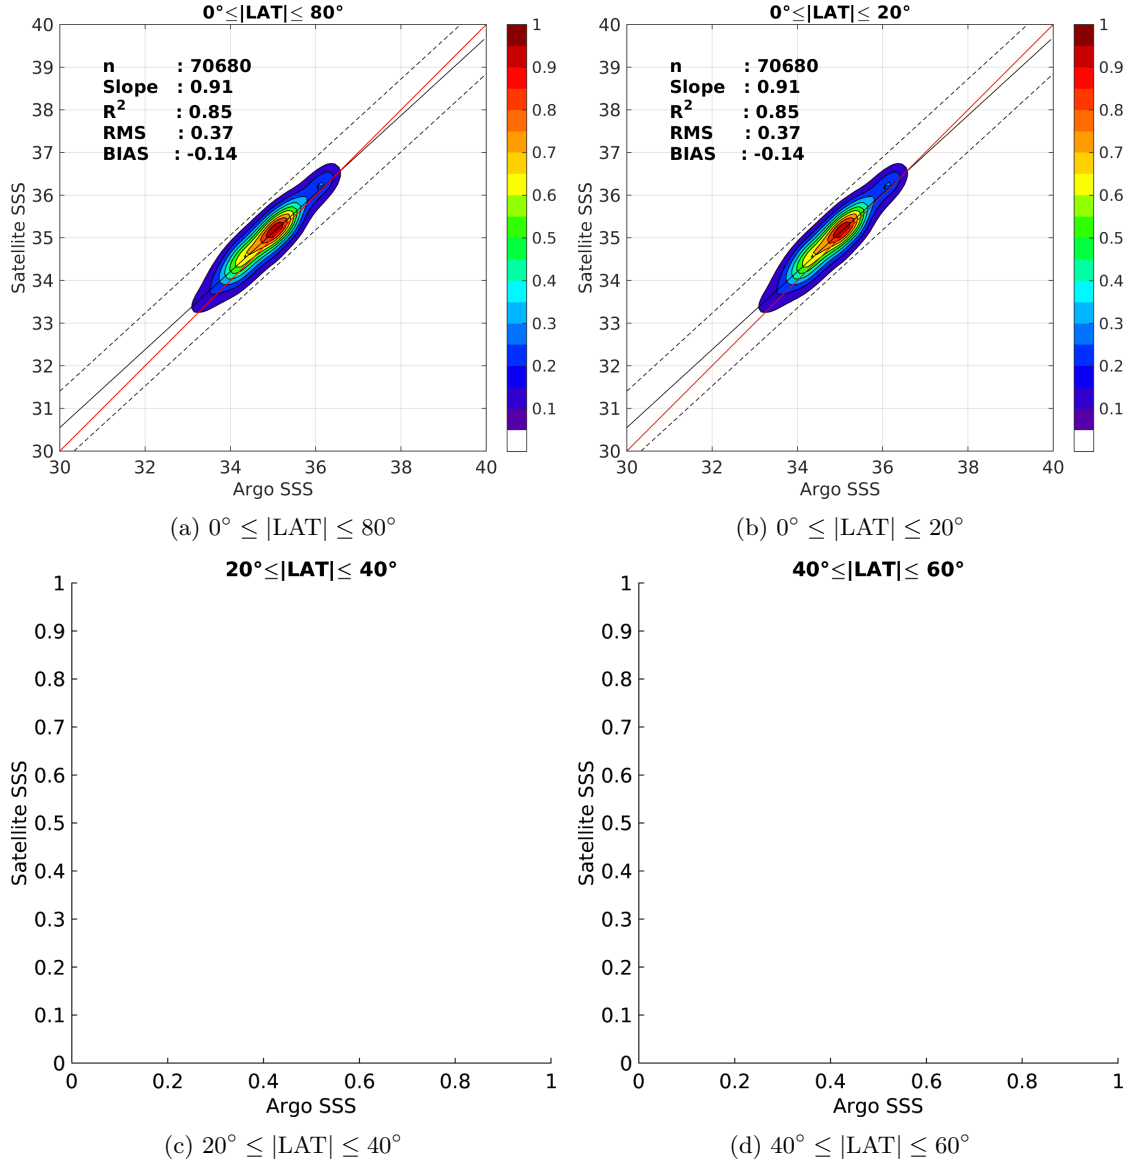 0°≤|LAT|≤ 80°
40
39
38
37
36
35
34
33
32
31
30
n : 70680
Slope : 0.91
R² : 0.85
RMS : 0.37
BIAS : -0.14
30 32 34 36 38 40
Argo SSS
Satellite SSS
1
0.9
0.8
0.7
0.6
0.5
0.4
0.3
0.2
0.1
(a) 0° ≤ |LAT| ≤ 80°
0°≤|LAT|≤ 20°
40
39
38
37
36
35
34
33
32
31
30
n : 70680
Slope : 0.91
R² : 0.85
RMS : 0.37
BIAS : -0.14
30 32 34 36 38 40
Argo SSS
Satellite SSS
1
0.9
0.8
0.7
0.6
0.5
0.4
0.3
0.2
0.1
(b) 0° ≤ |LAT| ≤ 20°
20°≤|LAT|≤ 40°
1
0.9
0.8
0.7
0.6
0.5
0.4
0.3
0.2
0.1
0
0 0.2 0.4 0.6 0.8 1
Argo SSS
Satellite SSS
(c) 20° ≤ |LAT| ≤ 40°
40°≤|LAT|≤ 60°
1
0.9
0.8
0.7
0.6
0.5
0.4
0.3
0.2
0.1
0
0 0.2 0.4 0.6 0.8 1
Argo SSS
Satellite SSS
(d) 40° ≤ |LAT| ≤ 60°